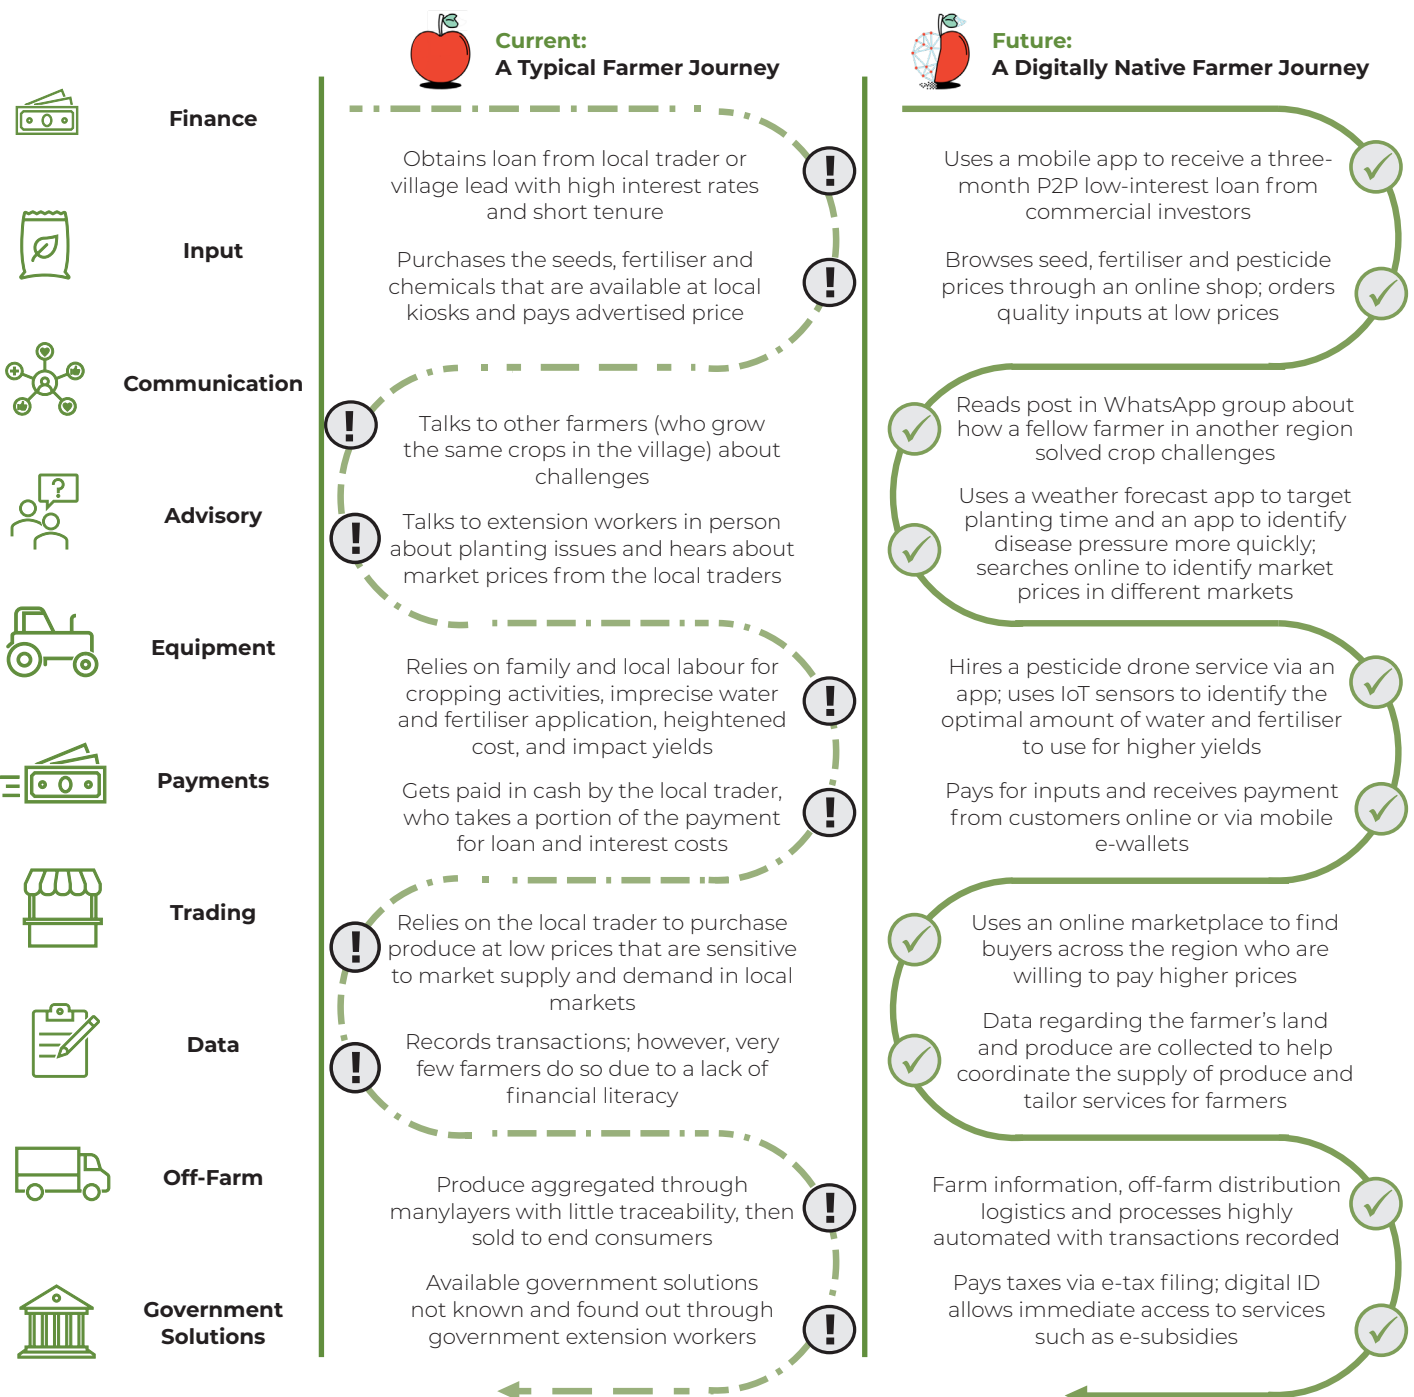 Current:
A Typical Farmer Journey
Future:
A Digitally Native Farmer Journey
Finance
Obtains loan from local trader or
village lead with high interest rates
and short tenure
Uses a mobile app to receive a three-
month P2P low-interest loan from
commercial investors
Input
Purchases the seeds, fertiliser and
chemicals that are available at local
kiosks and pays advertised price
Browses seed, fertiliser and pesticide
prices through an online shop; orders
quality inputs at low prices
Communication
Talks to other farmers (who grow
the same crops in the village) about
challenges
Reads post in WhatsApp group about
how a fellow farmer in another region
solved crop challenges
Advisory
Talks to extension workers in person
about planting issues and hears about
market prices from the local traders
Uses a weather forecast app to target
planting time and an app to identify
disease pressure more quickly;
searches online to identify market
prices in different markets
Equipment
Relies on family and local labour for
cropping activities, imprecise water
and fertiliser application, heightened
cost, and impact yields
Hires a pesticide drone service via an
app; uses IoT sensors to identify the
optimal amount of water and fertiliser
to use for higher yields
Payments
Gets paid in cash by the local trader,
who takes a portion of the payment
for loan and interest costs
Pays for inputs and receives payment
from customers online or via mobile
e-wallets
Trading
Relies on the local trader to purchase
produce at low prices that are sensitive
to market supply and demand in local
markets
Uses an online marketplace to find
buyers across the region who are
willing to pay higher prices
Data
Records transactions; however, very
few farmers do so due to a lack of
financial literacy
Data regarding the farmer's land
and produce are collected to help
coordinate the supply of produce and
tailor services for farmers
Off-Farm
Produce aggregated through
manylayers with little traceability, then
sold to end consumers
Farm information, off-farm distribution
logistics and processes highly
automated with transactions recorded
Government
Solutions
Available government solutions
not known and found out through
government extension workers
Pays taxes via e-tax filing; digital ID
allows immediate access to services
such as e-subsidies